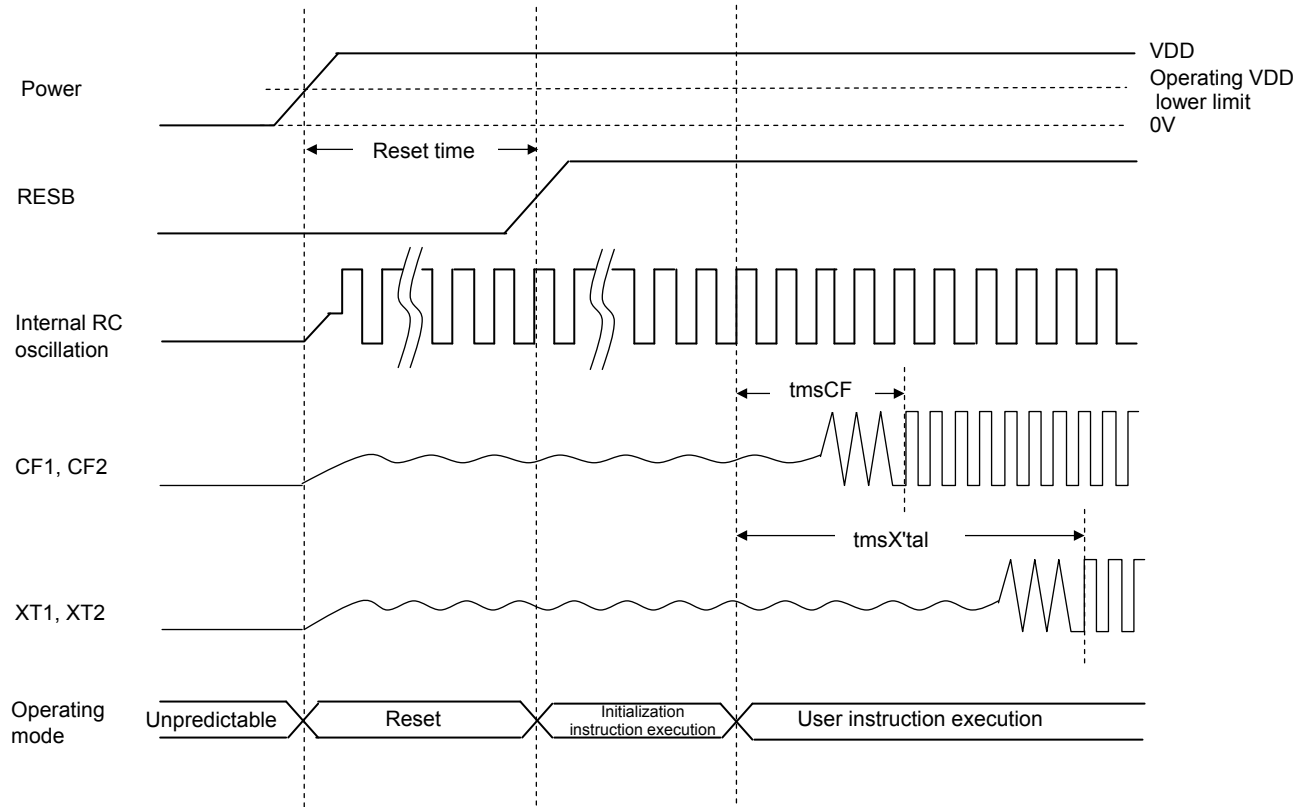 VDD
Power
Operating VDD
lower limit
0V
Reset time
RESB
Internal RC
oscillation
tmsCF
CF1, CF2
tmsX'tal
XT1, XT2
Operating
mode
Unpredictable
Reset
Initialization
instruction execution
User instruction execution